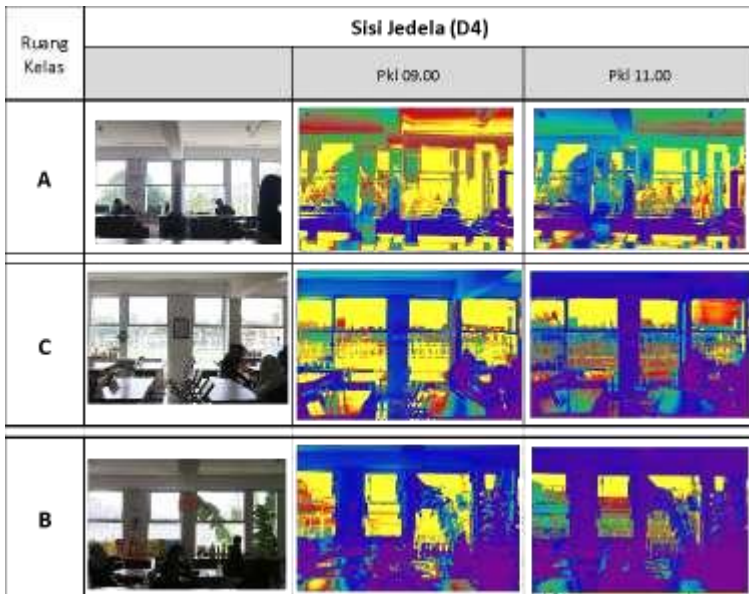 Ruang
Kelas
Sisi Jedela (D4)
Pkl 09.00
Pkl 11.00
A
C
B